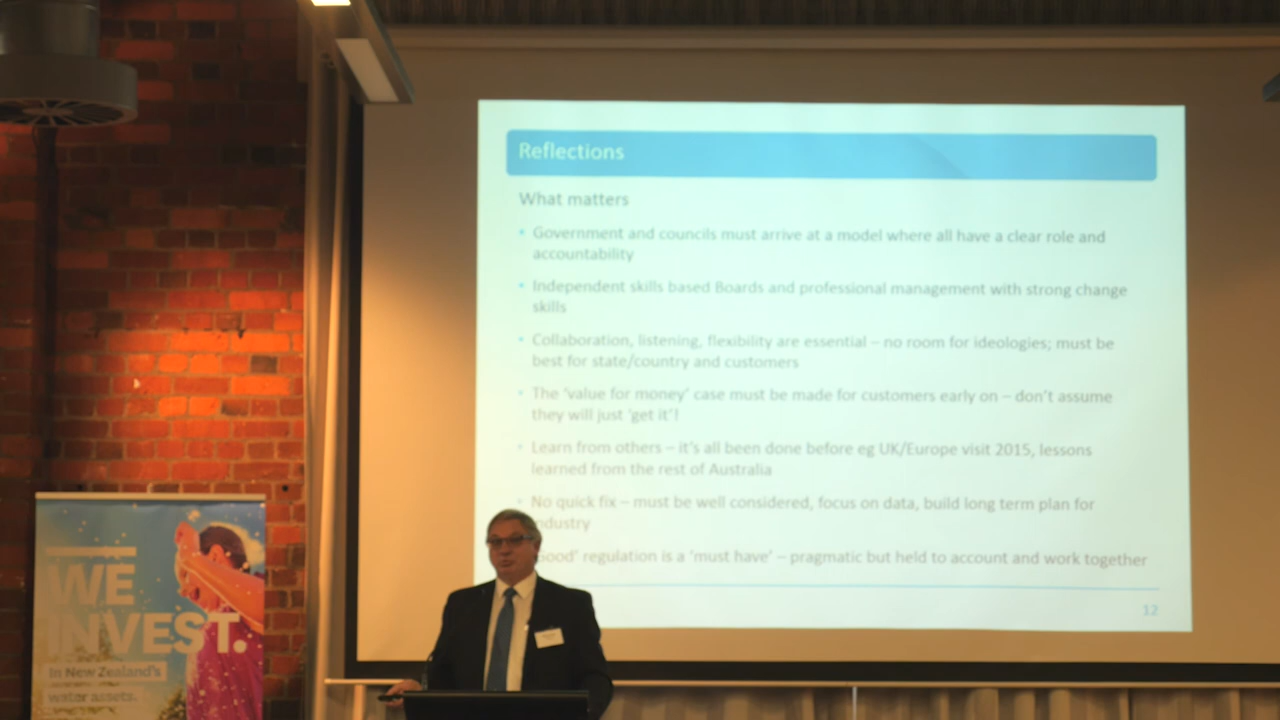 Reflections
What matters
• Government and councils must arrive at a model where all have a clear role and
accountability
• Independent skills based Boards and professional management with strong change
skills
• Collaboration, listening, flexibility are essential – no room for ideologies; must be
best for state/country and customers
• The 'value for money' case must be made for customers early on – don't assume
they will just 'get it'!
• Learn from others – it's all been done before eg UK/Europe visit 2015, lessons
learned from the rest of Australia
• No quick fix – must be well considered, focus on data, build long term plan for
industry
ood' regulation is a 'must have' – pragmatic but held to account and work together
12
WE
INVEST.
In New Zealand's
water assets.